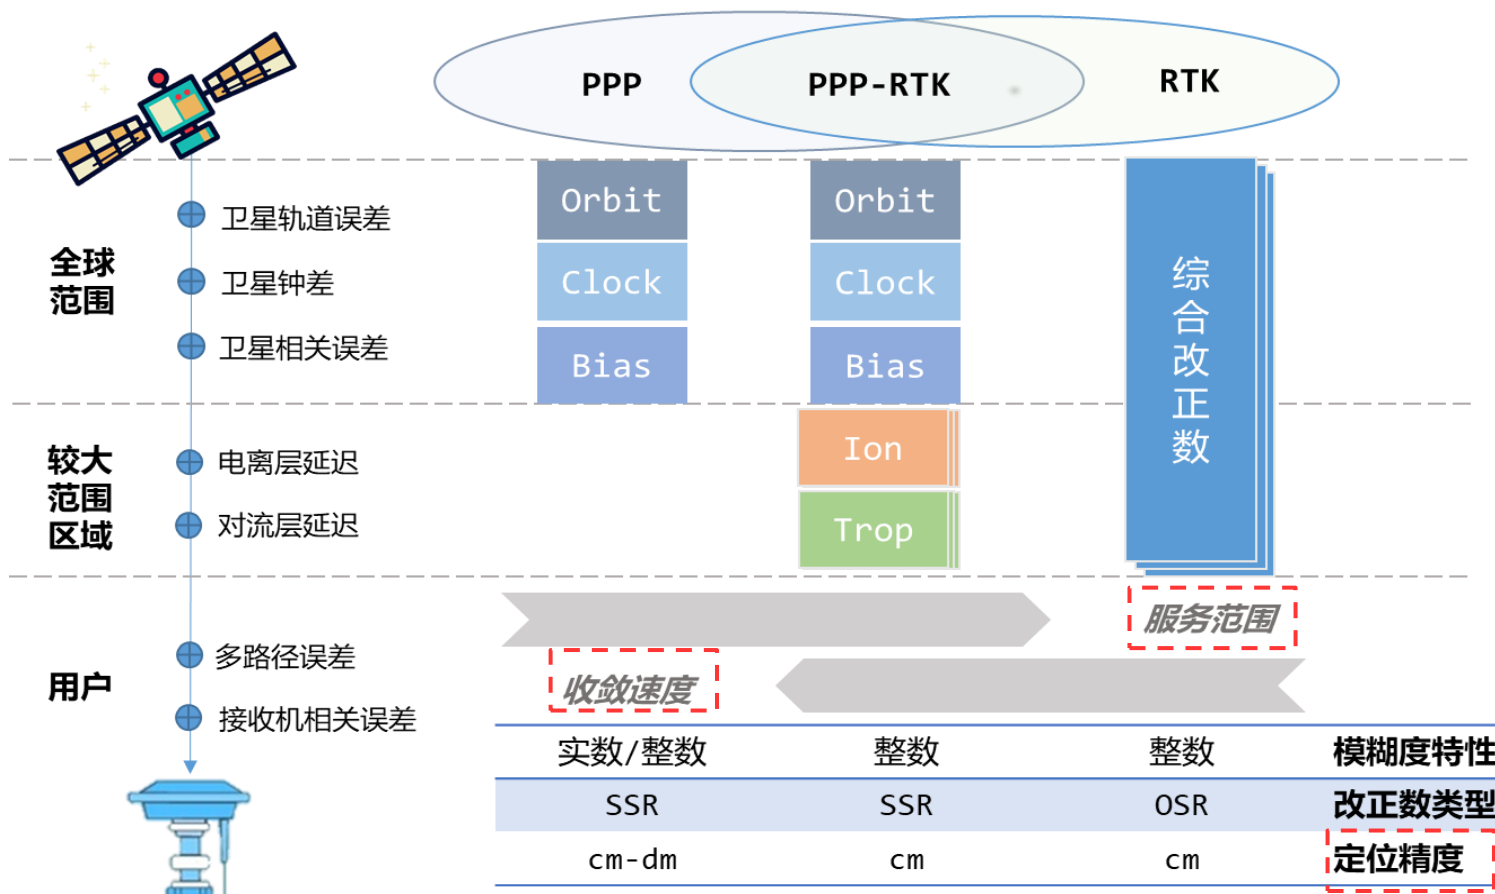 PPP
PPP-RTK
RTK
全球
范围
卫星轨道误差
卫星钟差
卫星相关误差
Orbit
Clock
Bias
Orbit
Clock
Bias
综合改正数
较大
范围
区域
电离层延迟
对流层延迟
Ion
Trop
用户
多路径误差
接收机相关误差
服务范围
收敛速度
实数/整数 整数 整数 模糊度特性
SSR SSR OSR 改正数类型
cm-dm cm cm 定位精度